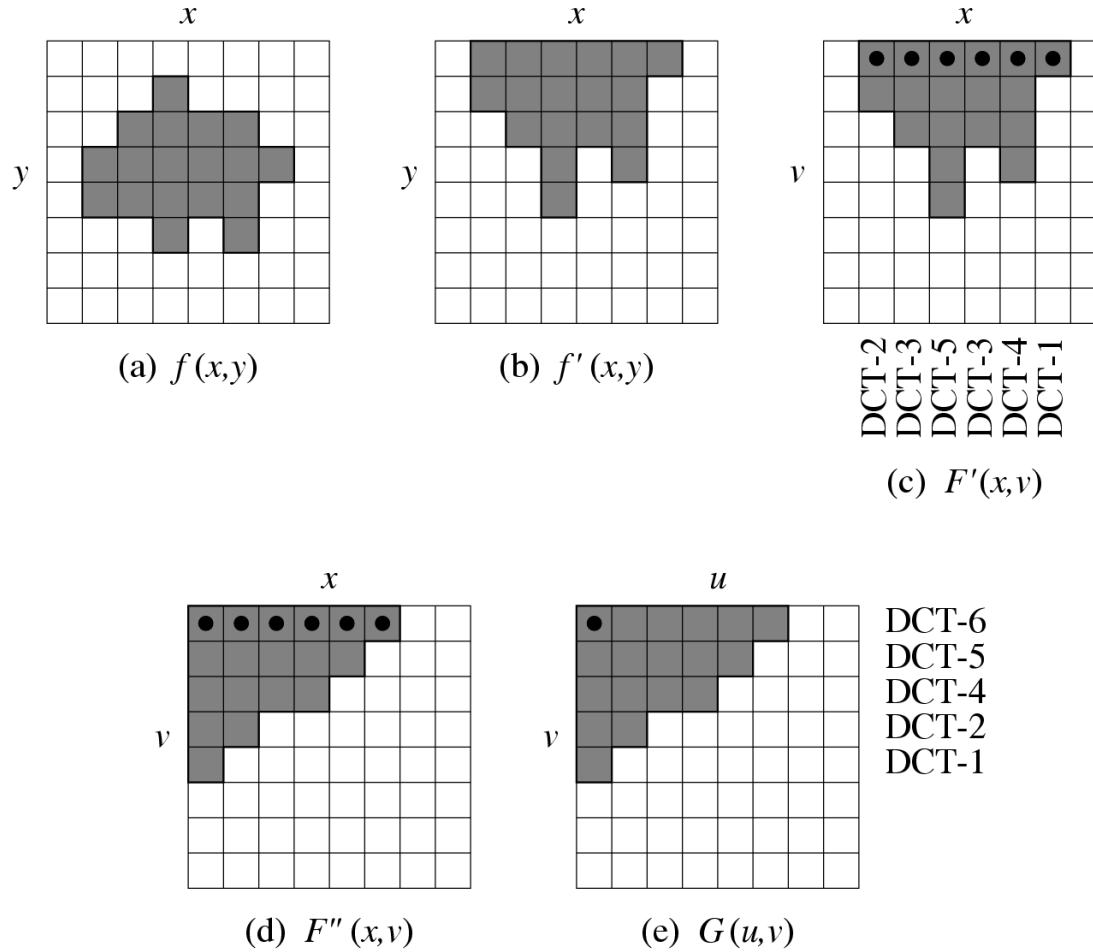 x
x
x
y
y
v
(a) f (x,y)
(b) f' (x,y)
DCT-2
DCT-3
DCT-5
DCT-3
DCT-4
DCT-1
(c) F' (x,v)
x
u
v
v
DCT-6
DCT-5
DCT-4
DCT-2
DCT-1
(d) F" (x,v)
(e) G (u,v)